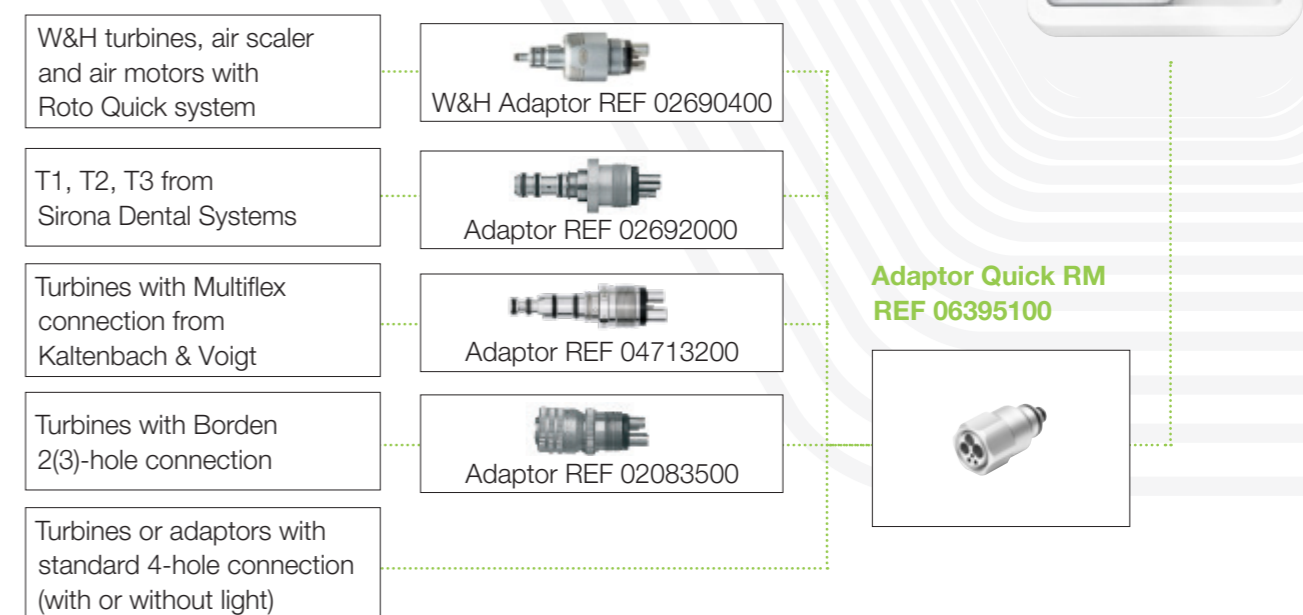 W&H turbines, air scaler
and air motors with
Roto Quick system
W&H Adaptor REF 02690400
T1, T2, T3 from
Sirona Dental Systems
Adaptor REF 02692000
Turbines with Multiflex
connection from
Kaltenbach & Voigt
Adaptor REF 04713200
Turbines with Borden
2(3)-hole connection
Adaptor REF 02083500
Turbines or adaptors with
standard 4-hole connection
(with or without light)
Adaptor Quick RM
REF 06395100